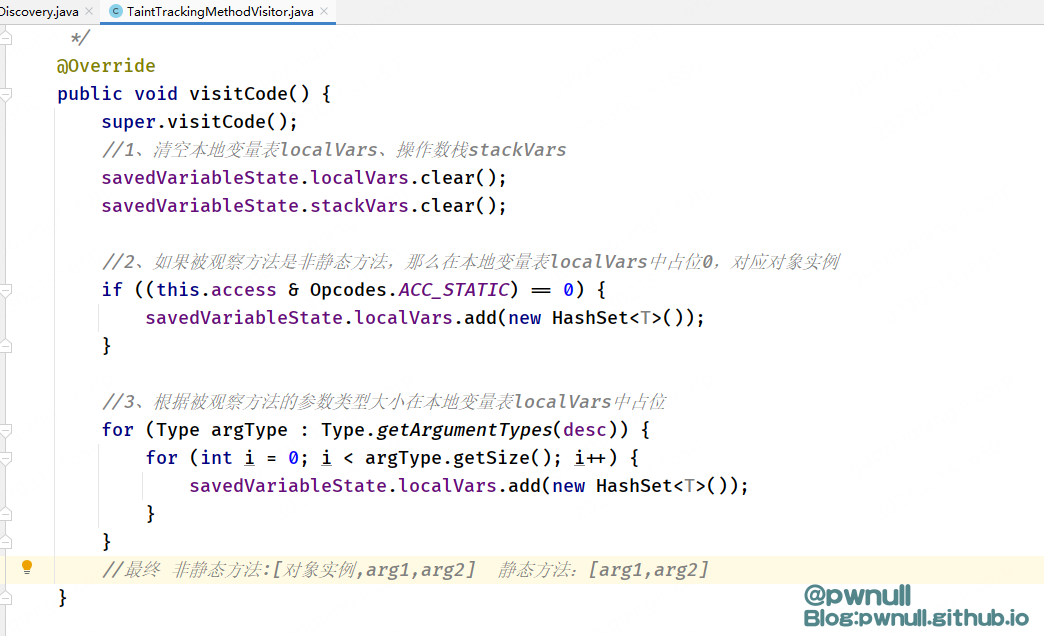 Discovery.java × TaintTrackingMethodVisitor.java ×
*/
@Override
public void visitCode() {
super.visitCode();
//1、清空本地变量表localVars、操作数栈stackVars
savedVariableState.localVars.clear();
savedVariableState.stackVars.clear();
//2、如果被观察方法是非静态方法，那么在本地变量表localVars中占位0，对应对象实例
if ((this.access & Opcodes.ACC_STATIC) == 0) {
savedVariableState.localVars.add(new HashSet<T>());
}
//3、根据被观察方法的参数类型大小在本地变量表localVars中占位
for (Type argType : Type.getArgumentTypes(desc)) {
for (int i = 0; i < argType.getSize(); i++) {
savedVariableState.localVars.add(new HashSet<T>());
}
}
//最终 非静态方法:[对象实例,arg1,arg2] 静态方法：[arg1,arg2]
}
@pwnull
Blog:pwnull.github.io